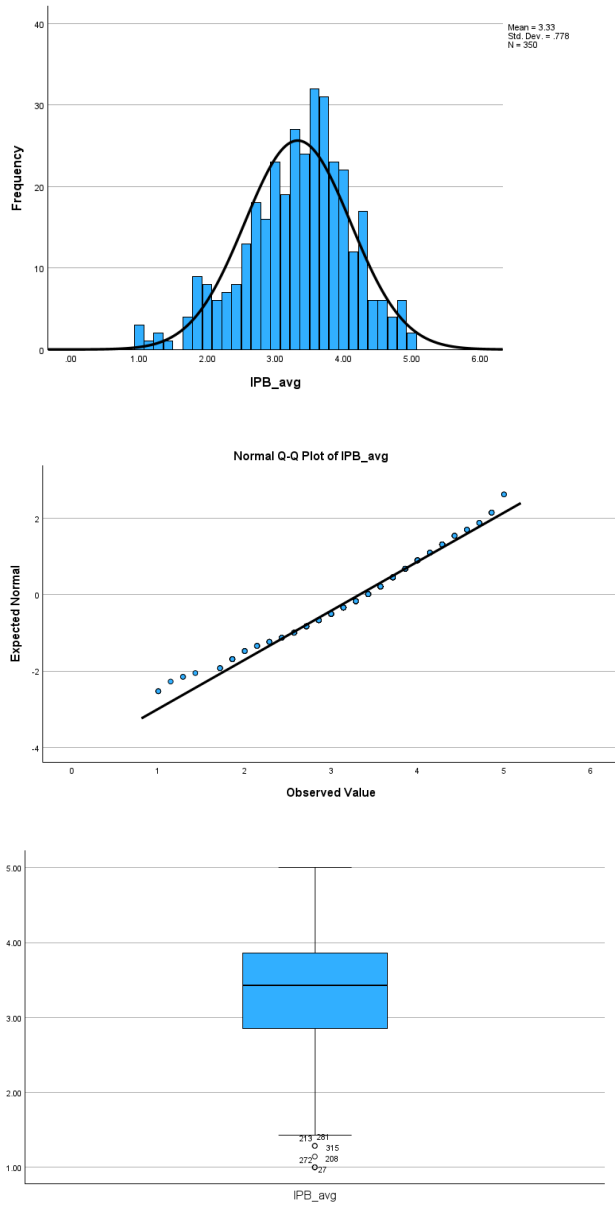 Mean = 3.33
Std. Dev. = .778
N = 350
40
30
20
10
0
Frequency
.00 1.00 2.00 3.00 4.00 5.00 6.00
IPB_avg
Normal Q-Q Plot of IPB_avg
2
0
-2
-4
Expected Normal
0 1 2 3 4 5 6
Observed Value
5.00
4.00
3.00
2.00
1.00
213 281
315
272 208
27
IPB_avg